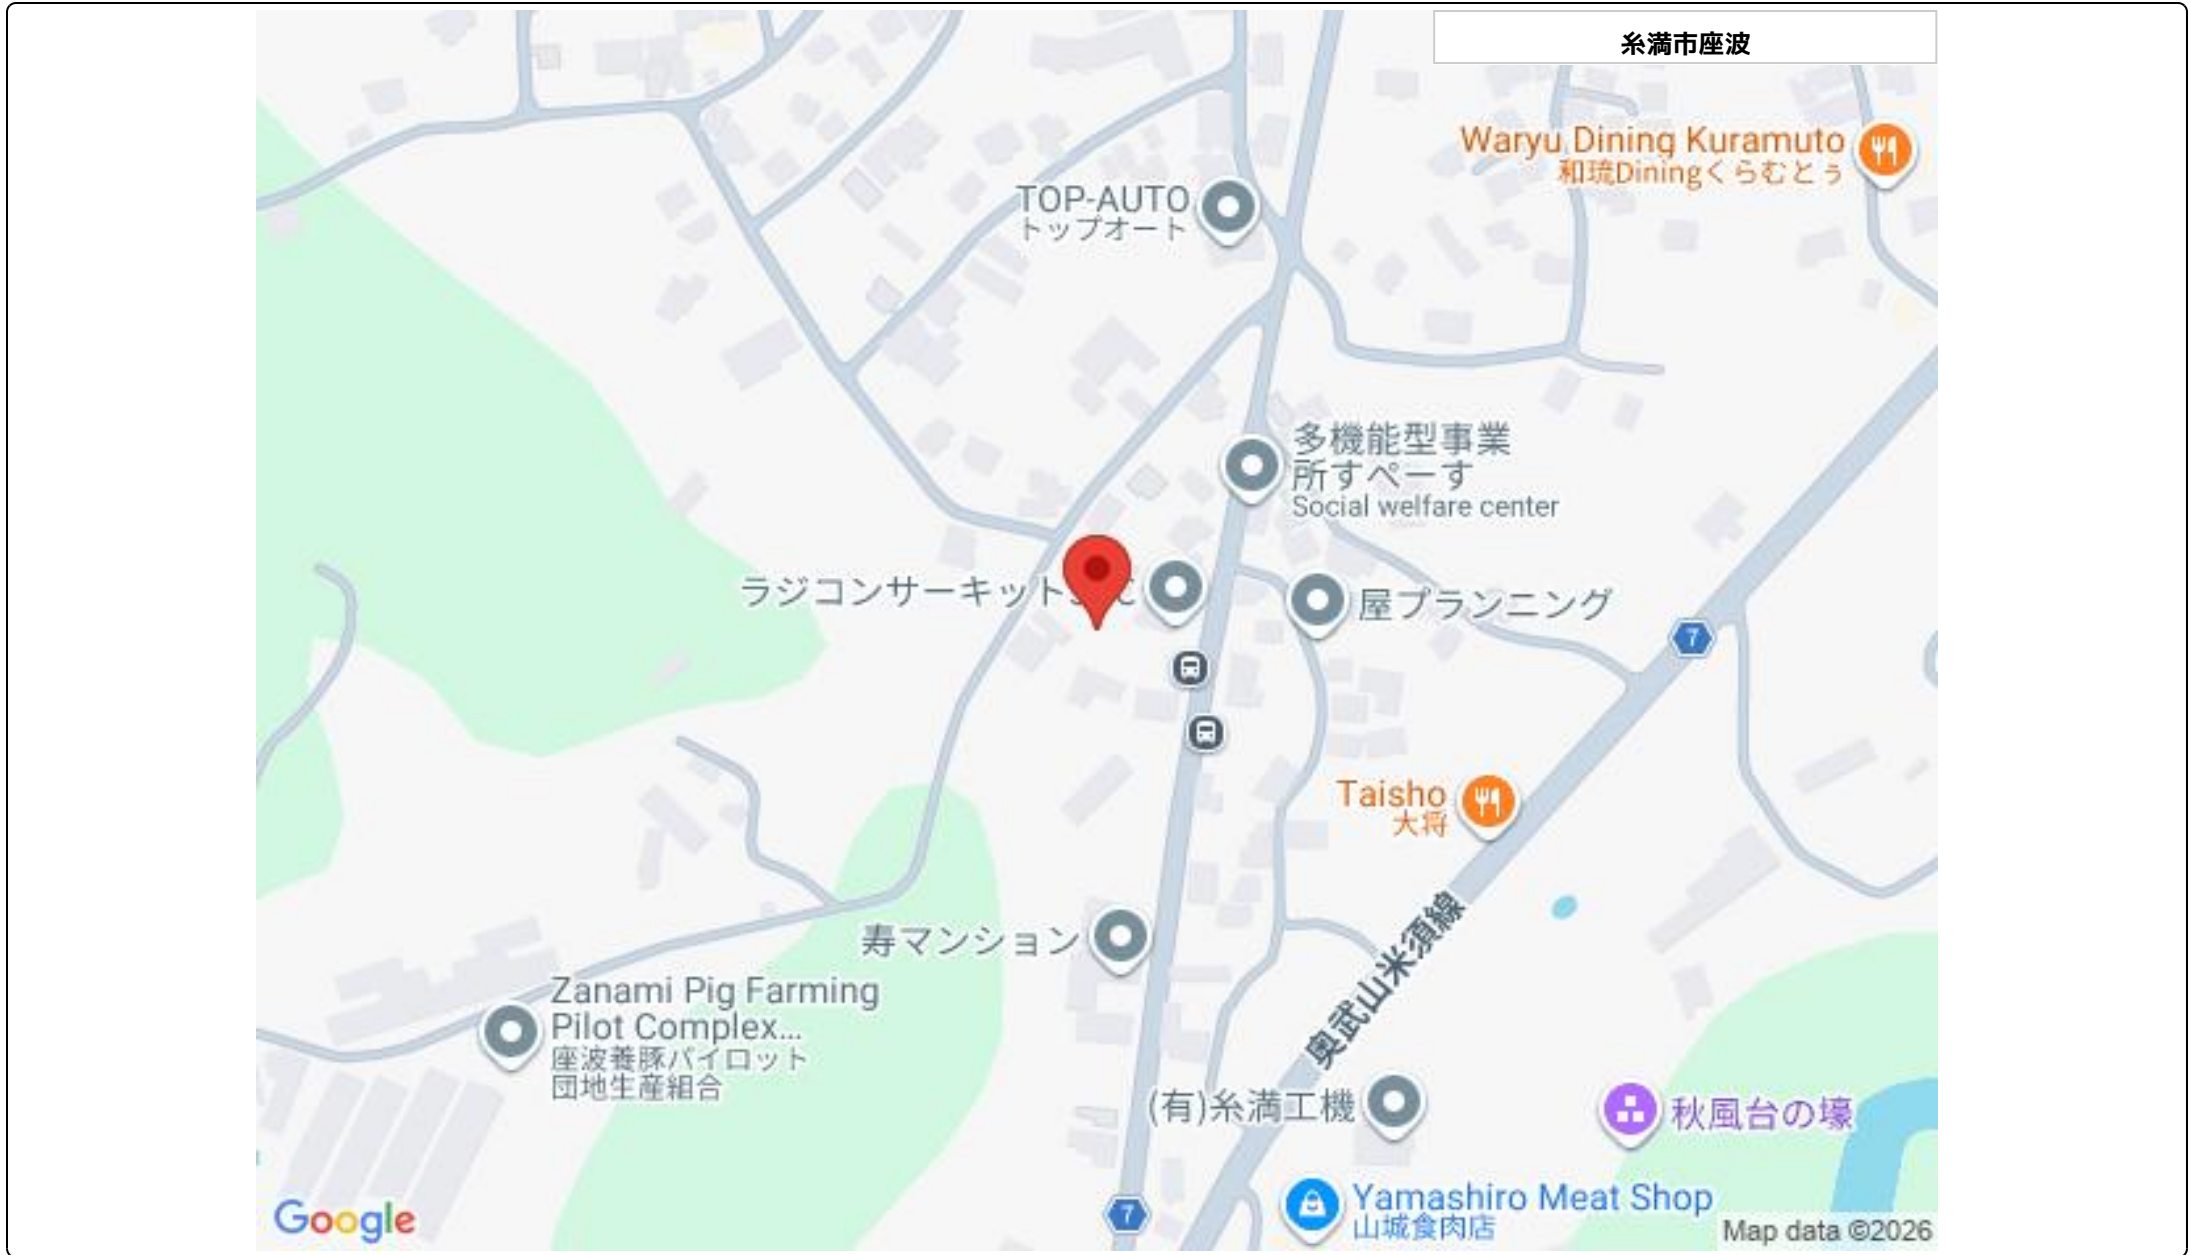 糸満市座波
Waryu Dining Kuramuto
和琉Diningくらむとぅ
TOP-AUTO
トップオート
多機能型事業
所すぺーす
Social welfare center
ラジコンサーキット
屋プランニング
7
Taisho
大将
奥武山米須線
寿マンション
Zanami Pig Farming
Pilot Complex...
座波養豚パイロット
団地生産組合
(有)糸満工機
秋風台の壕
7
Yamashiro Meat Shop
山城食肉店
Google
Map data ©2026